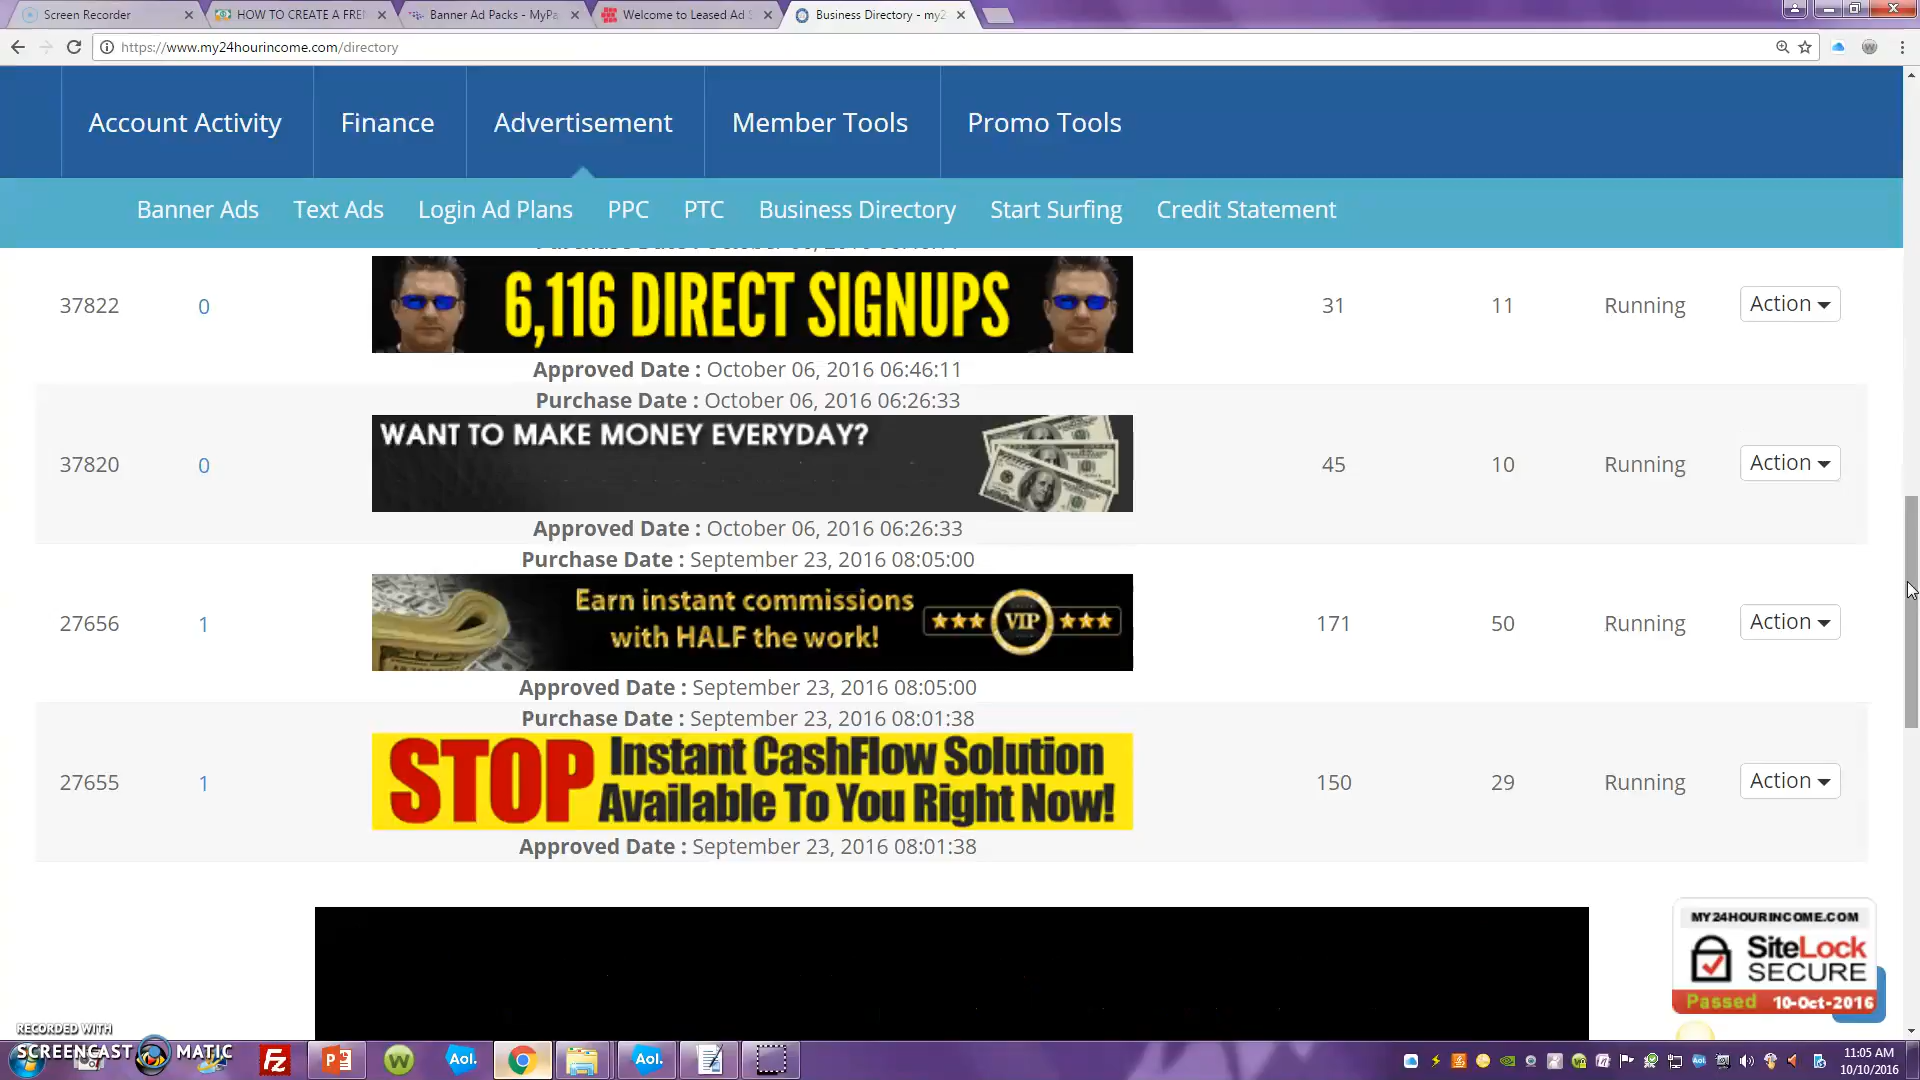 Screen Recorder
HOW TO CREATE A FRE
Banner Ad Packs - MyPa
Welcome to Leased Ad S
Business Directory - my2
https://www.my24hourincome.com/directory
Account Activity
Finance
Advertisement
Member Tools
Promo Tools
Banner Ads
Text Ads
Login Ad Plans
PPC
PTC
Business Directory
Start Surfing
Credit Statement
37822
0
6,116 DIRECT SIGNUPS
31
11
Running
Action
Approved Date : October 06, 2016 06:46:11
Purchase Date : October 06, 2016 06:26:33
37820
0
WANT TO MAKE MONEY EVERYDAY?
45
10
Running
Action
Approved Date : October 06, 2016 06:26:33
Purchase Date : September 23, 2016 08:05:00
27656
1
Earn instant commissions
with HALF the work!
VIP
171
50
Running
Action
Approved Date : September 23, 2016 08:05:00
Purchase Date : September 23, 2016 08:01:38
27655
1
STOP
Instant CashFlow Solution
Available To You Right Now!
150
29
Running
Action
Approved Date : September 23, 2016 08:01:38
MY24HOURINCOME.COM
SiteLock
SECURE
Passed 10-Oct-2016
RECORDED WITH
SCREENCAST MATIC
Aol.
Aol.
11:05 AM
10/10/2016